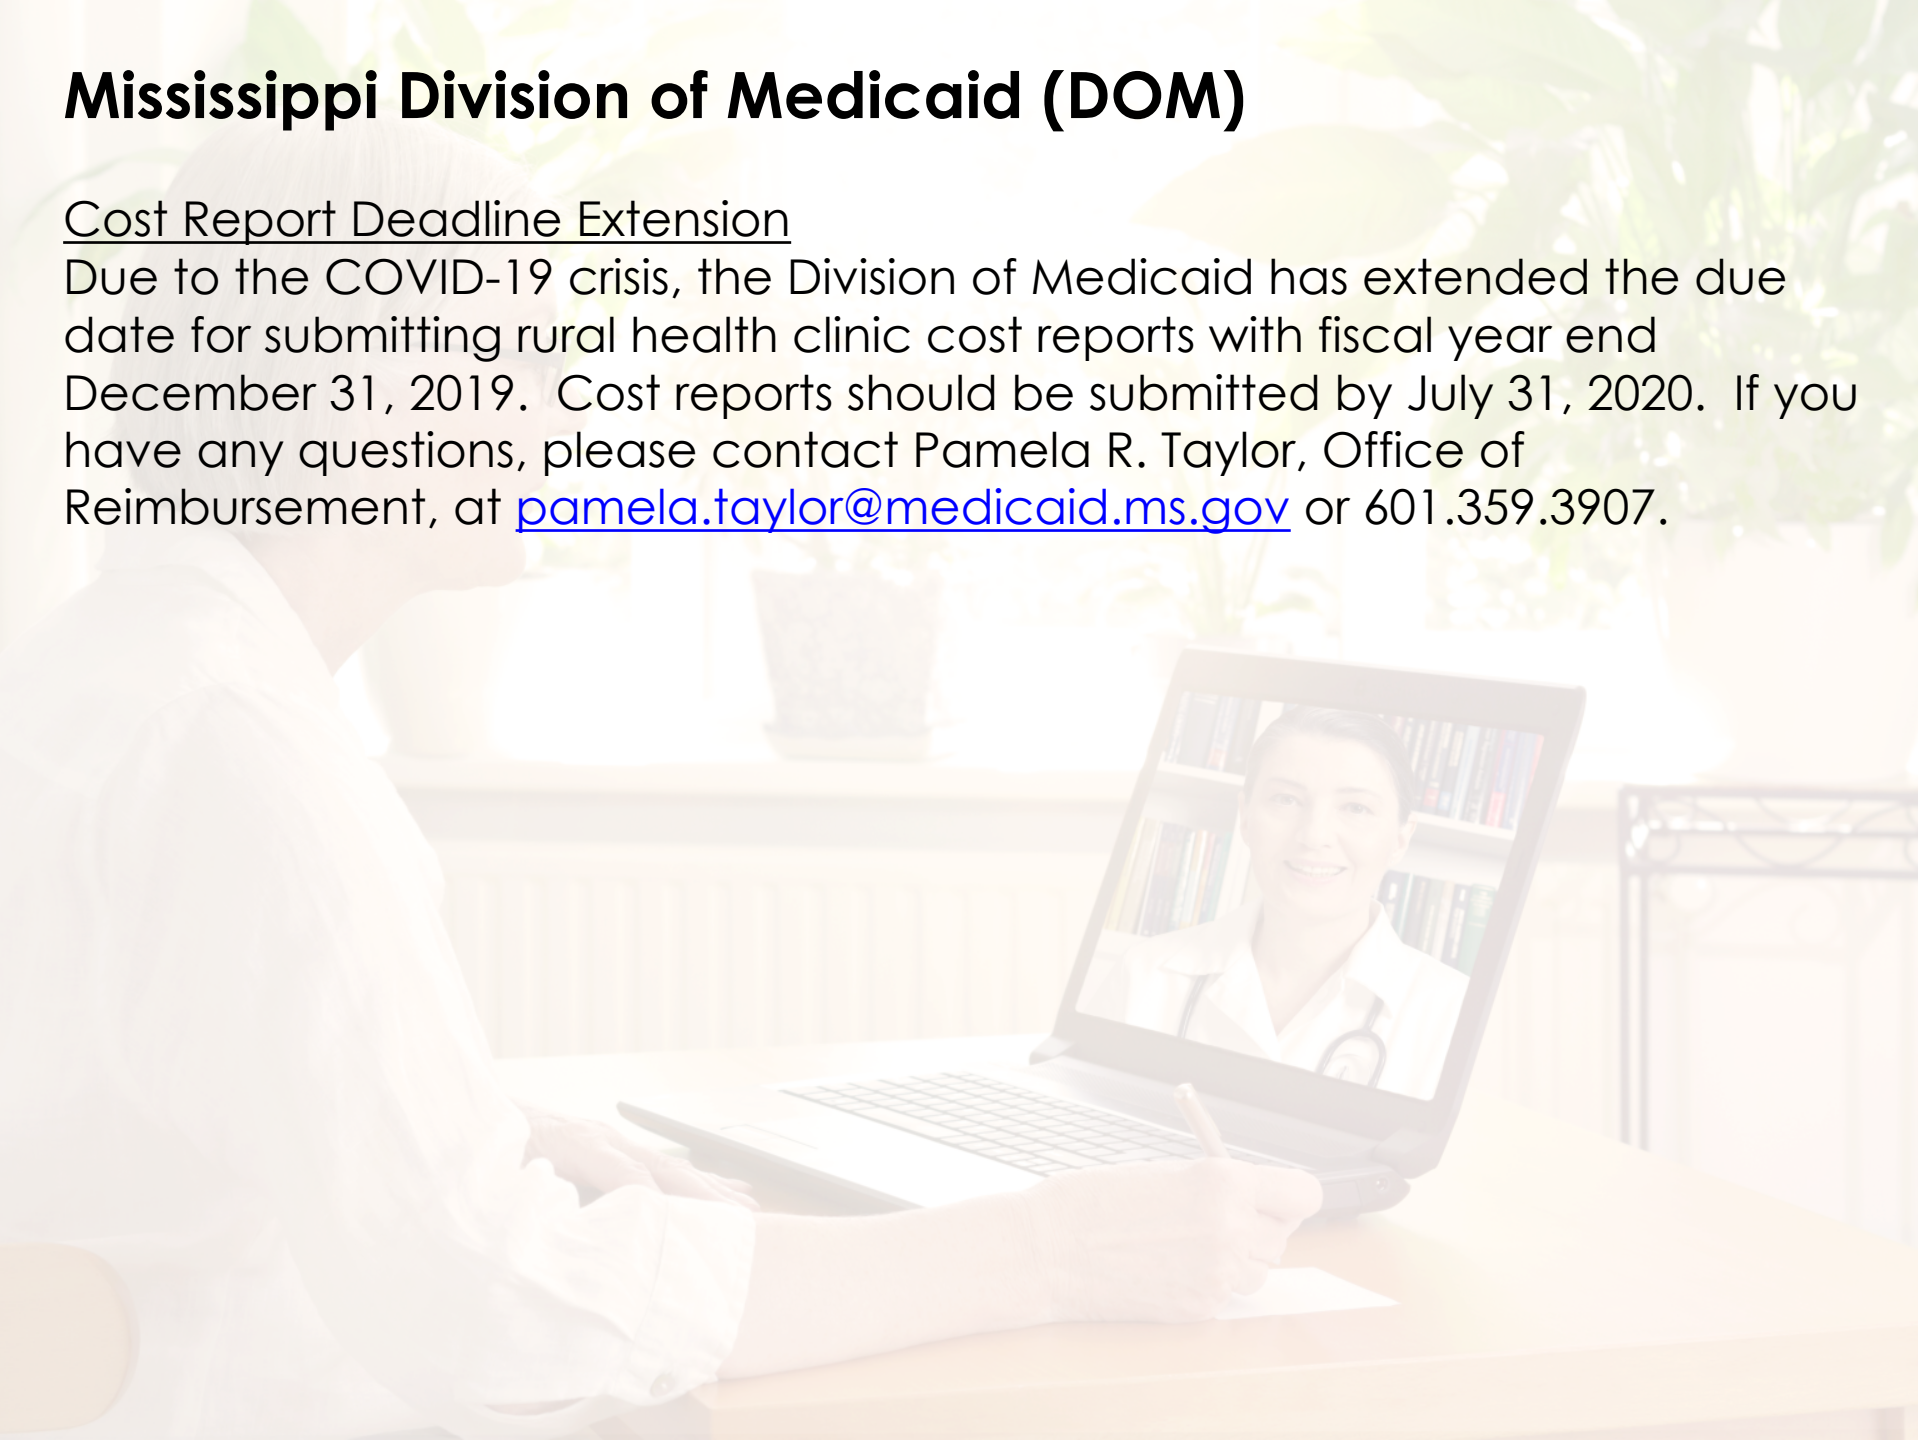 Mississippi Division of Medicaid (DOM)
Cost Report Deadline Extension
Due to the COVID-19 crisis, the Division of Medicaid has extended the due
date for submitting rural health clinic cost reports with fiscal year end
December 31, 2019.  Cost reports should be submitted by July 31, 2020.  If you
have any questions, please contact Pamela R. Taylor, Office of
Reimbursement, at pamela.taylor@medicaid.ms.gov or 601.359.3907.